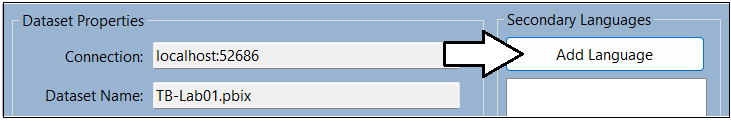 Dataset Properties
Connection: localhost:52686
Dataset Name: TB-Lab01.pbix
Secondary Languages
Add Language